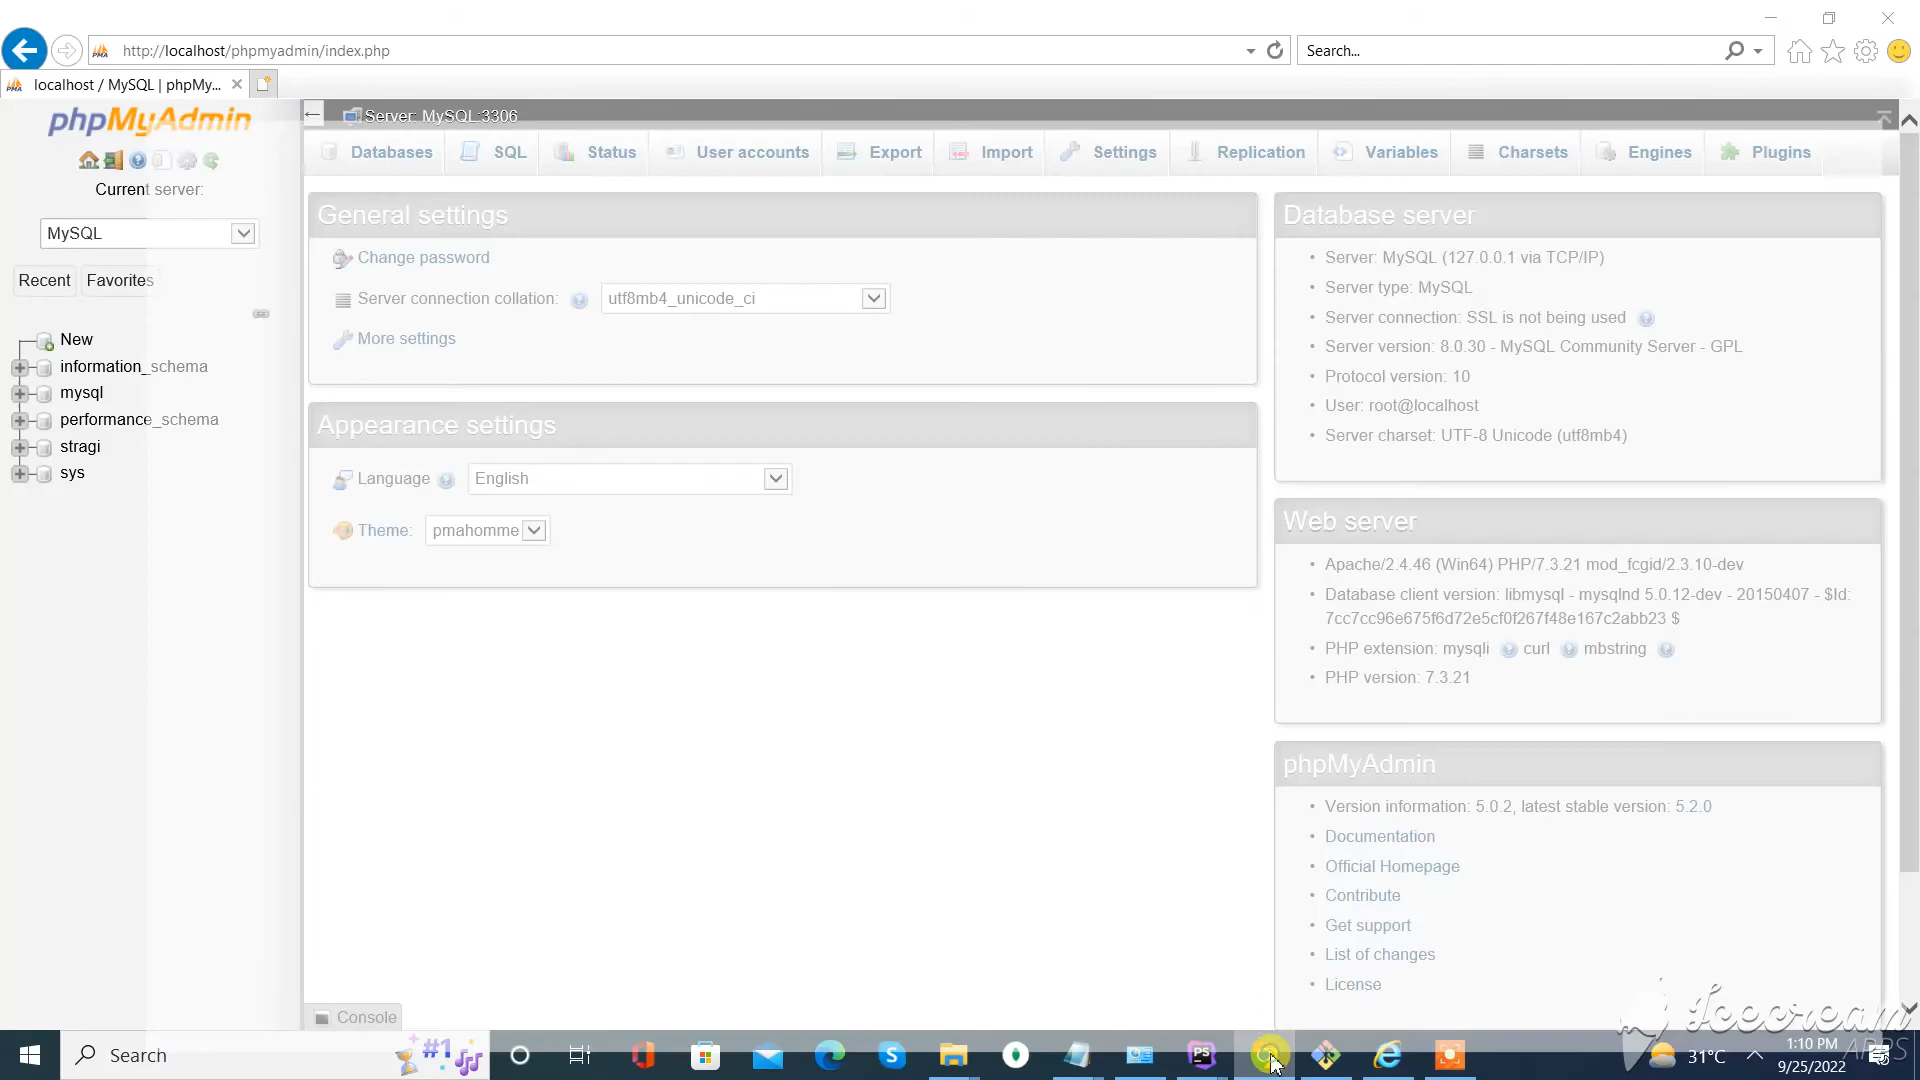 http://localhost/phpmyadmin/index.php
Search...
localhost / MySQL | phpMy...
phpMyAdmin
Server: MySQL:3306
Databases SQL Status User accounts Export Import Settings Replication Variables Charsets Engines Plugins
Current server:
MySQL
Recent Favorites
New
information_schema
mysql
performance_schema
stragi
sys
General settings
Change password
Server connection collation: utf8mb4_unicode_ci
More settings
Appearance settings
Language English
Theme: pmahomme
Database server
• Server: MySQL (127.0.0.1 via TCP/IP)
• Server type: MySQL
• Server connection: SSL is not being used
• Server version: 8.0.30 - MySQL Community Server - GPL
• Protocol version: 10
• User: root@localhost
• Server charset: UTF-8 Unicode (utf8mb4)
Web server
• Apache/2.4.46 (Win64) PHP/7.3.21 mod_fcgid/2.3.10-dev
• Database client version: libmysql - mysqlnd 5.0.12-dev - 20150407 - $Id:
7cc7cc96e675f6d72e5cf0f267f48e167c2abb23 $
• PHP extension: mysqli curl mbstring
• PHP version: 7.3.21
phpMyAdmin
• Version information: 5.0.2, latest stable version: 5.2.0
• Documentation
• Official Homepage
• Contribute
• Get support
• List of changes
• License
Console
Icecream
APPS
Search
#1
PS
31°C
1:10 PM
9/25/2022